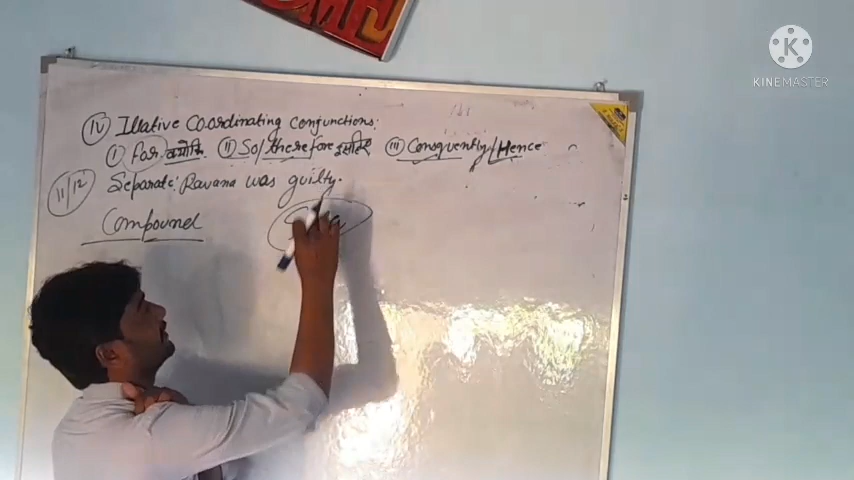 KINEMASTER
IV Illative Coordinating conjunctions:
I For क्योंकि II So/therefore इसलिए III Consquently/Hence
11/12 Separate: Ravana was guilty.
Compound